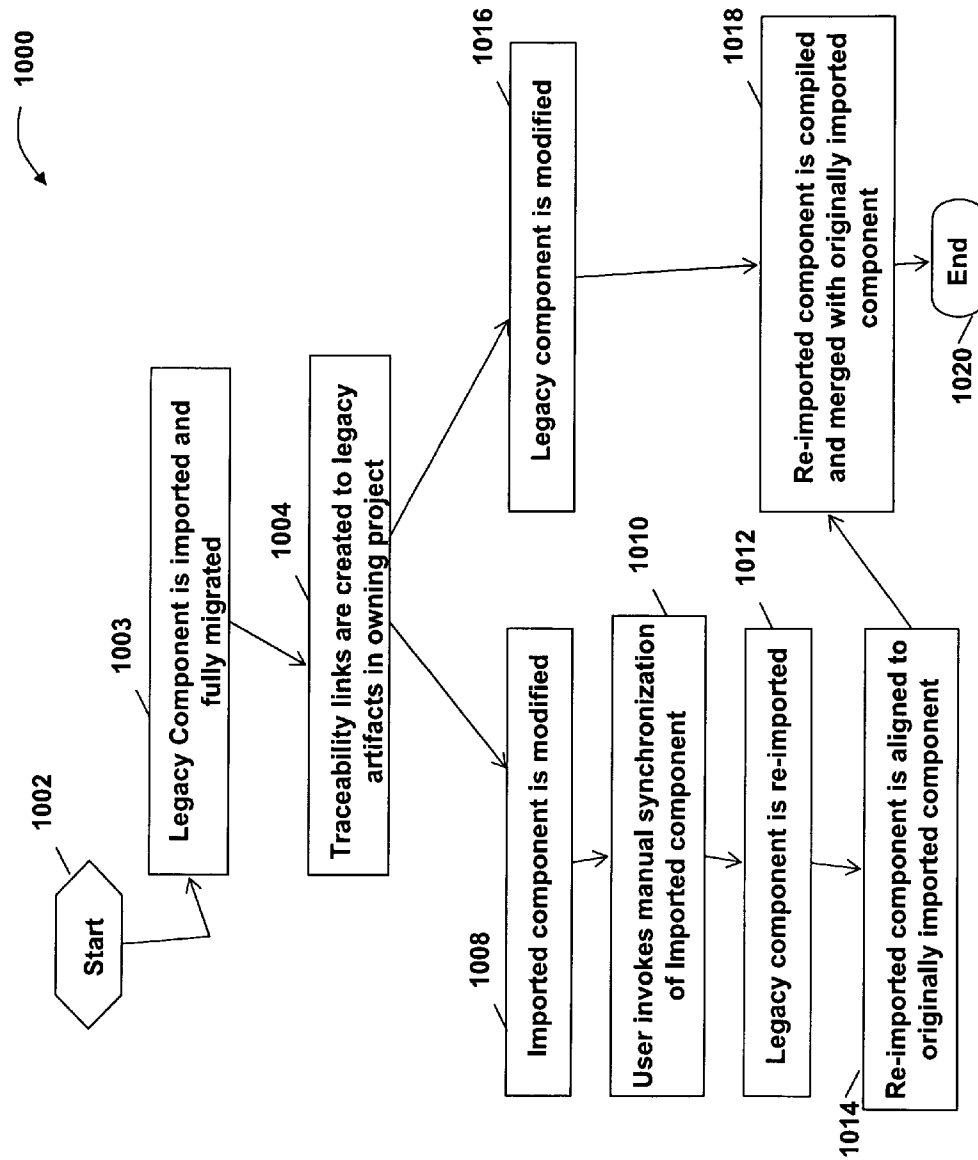 1000
1002
Start
1003
Legacy Component is imported and
fully migrated
1004
Traceability links are created to legacy
artifacts in owning project
1008
Imported component is modified
1010
User invokes manual synchronization
of Imported component
1012
Legacy component is re-imported
1014
Re-imported component is aligned to
originally imported component
1016
Legacy component is modified
1018
Re-imported component is compiled
and merged with originally imported
component
End
1020